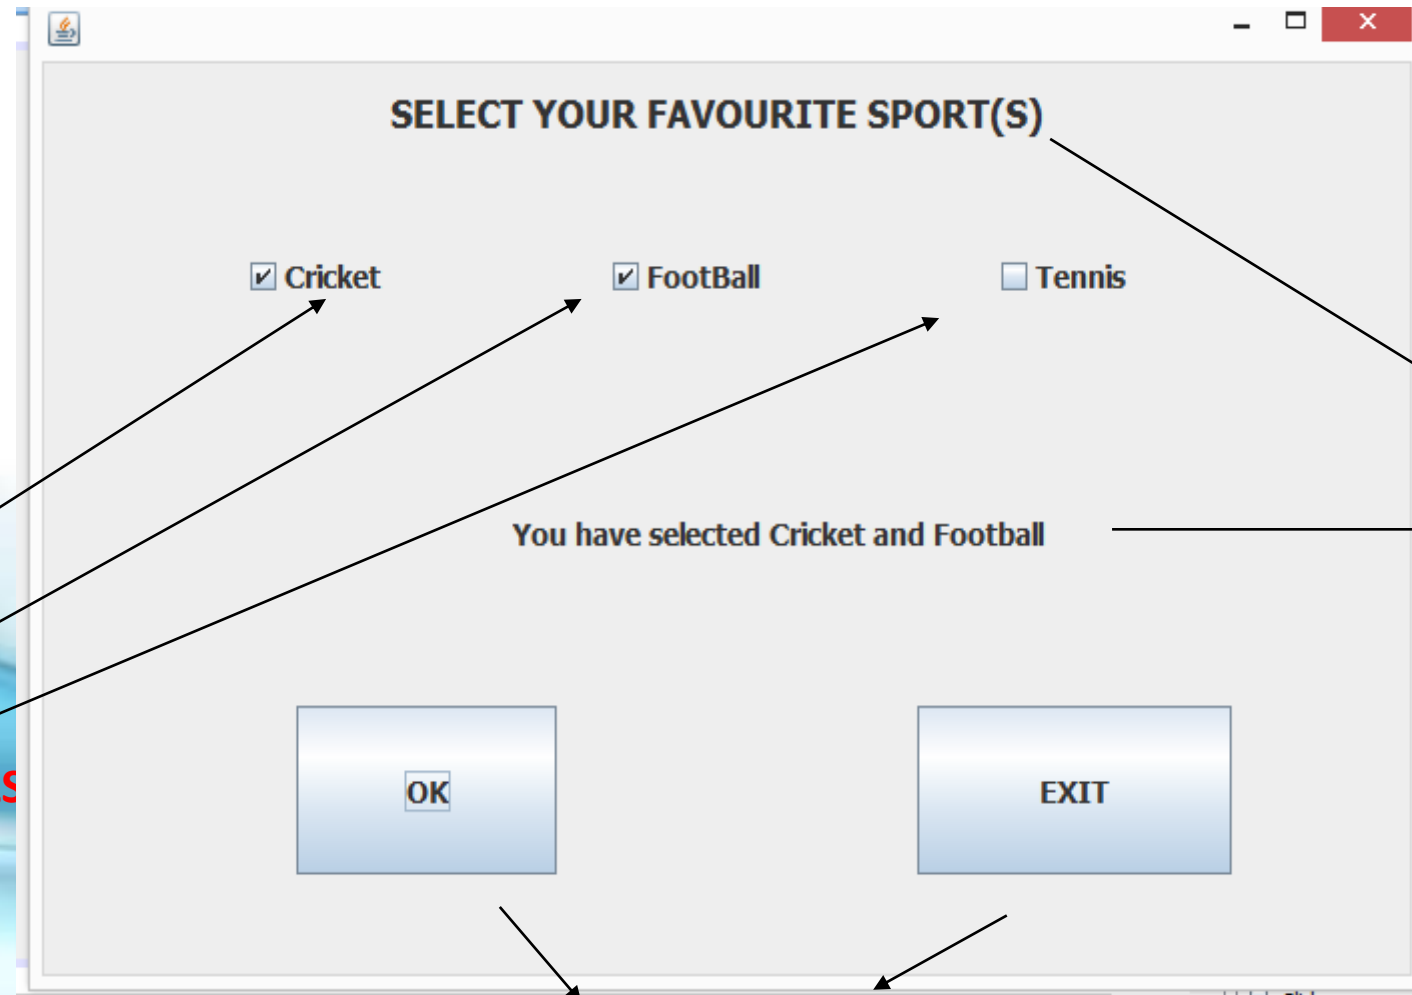 SELECT YOUR FAVOURITE SPORT(S)
Cricket FootBall Tennis
You have selected Cricket and Football
OK EXIT
S